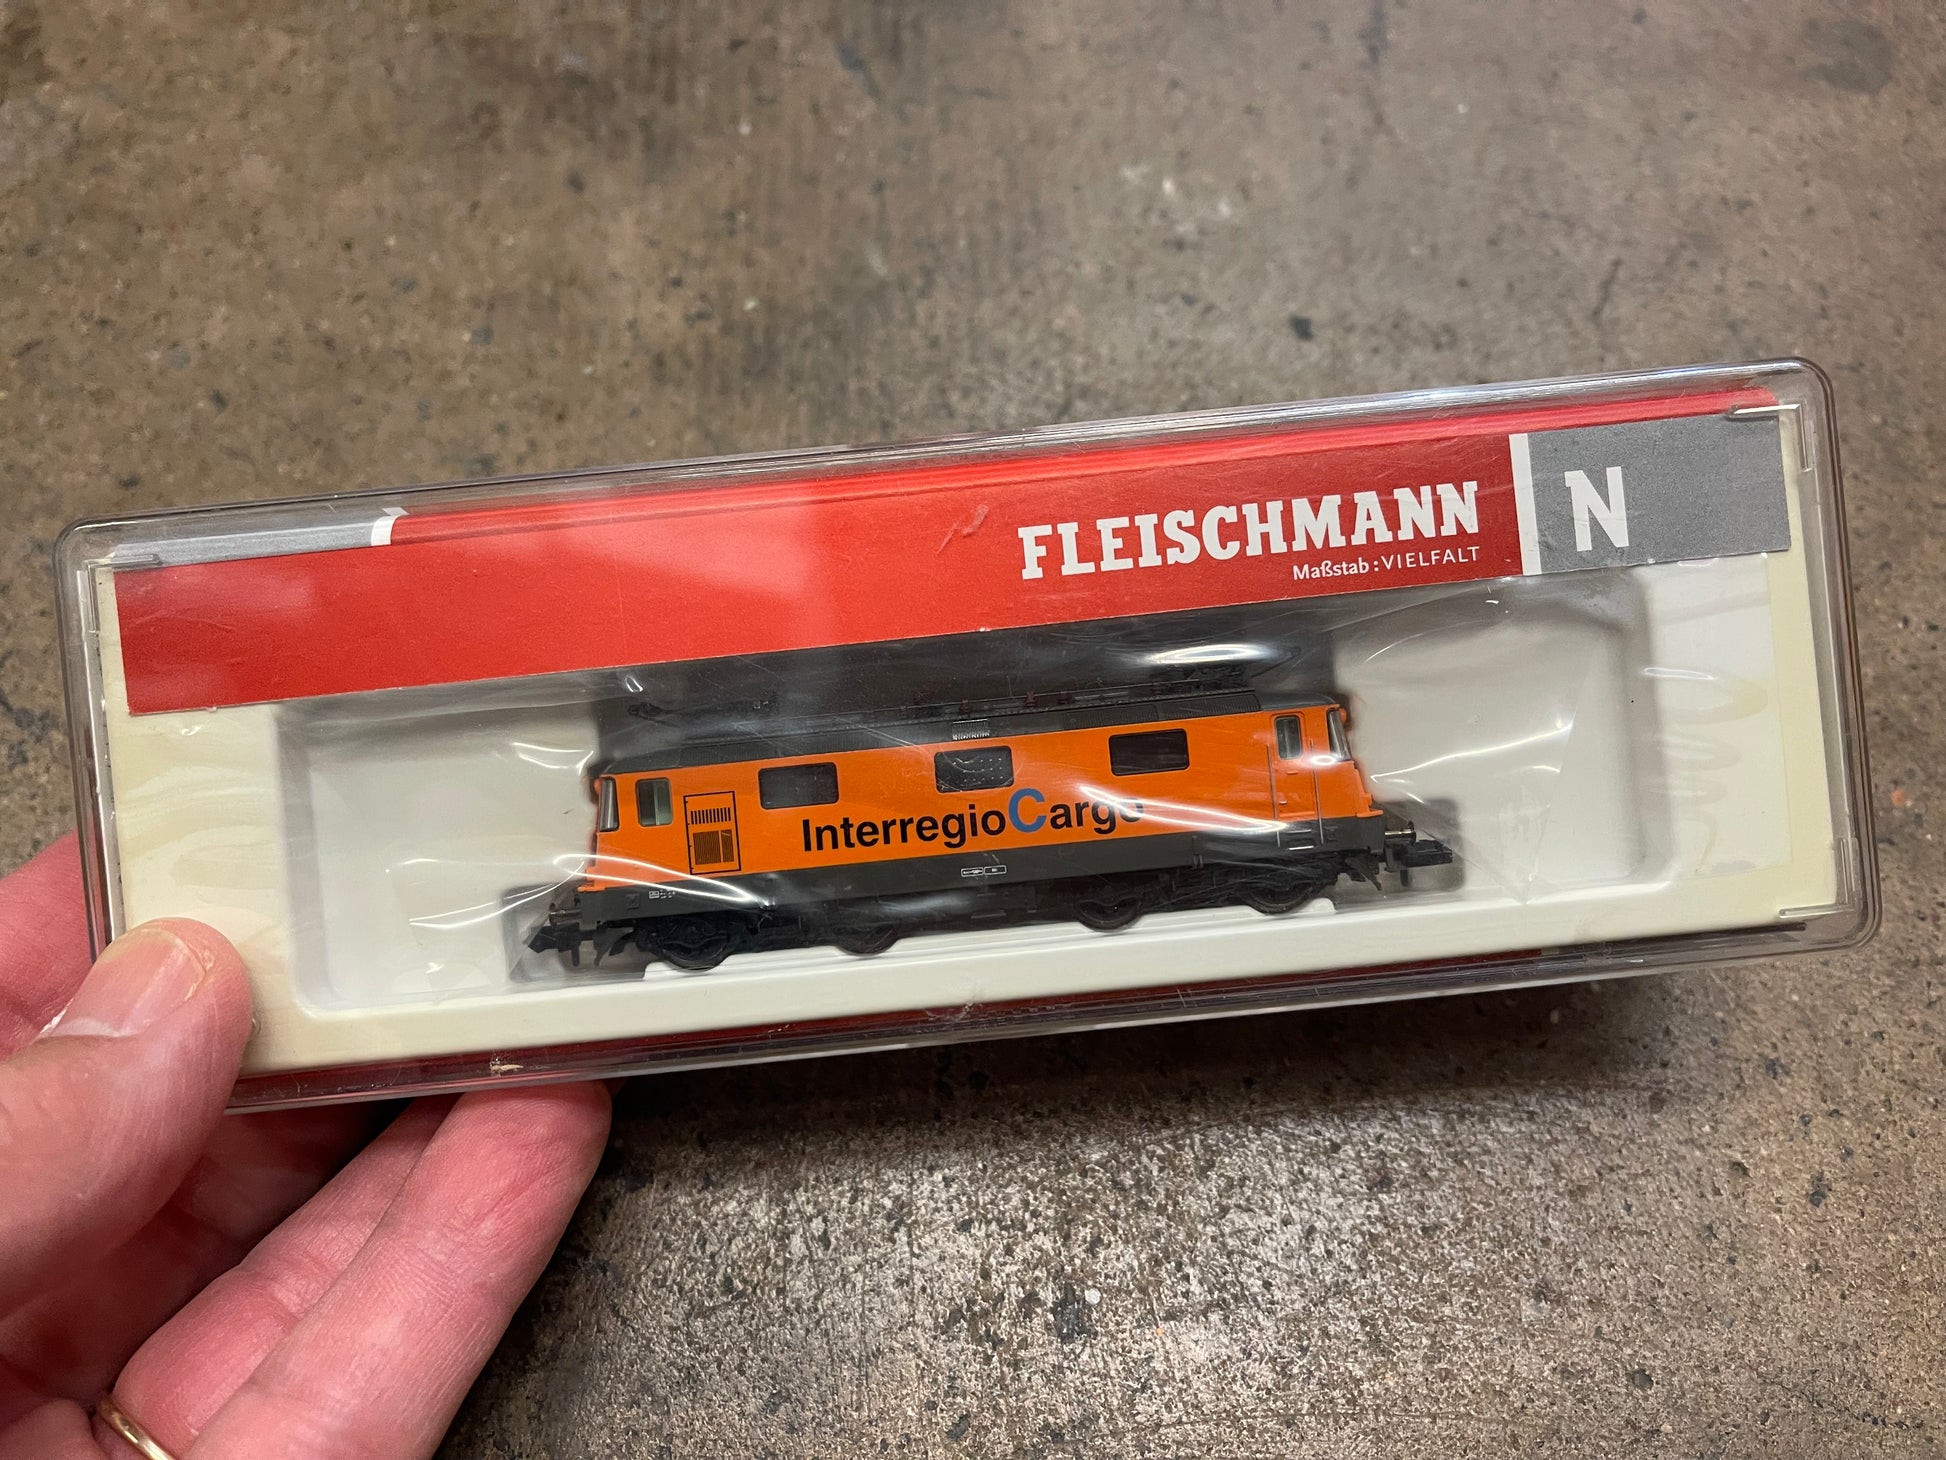 FLEISCHMANN
N
Maßstab:VIELFALT
InterregioCargo